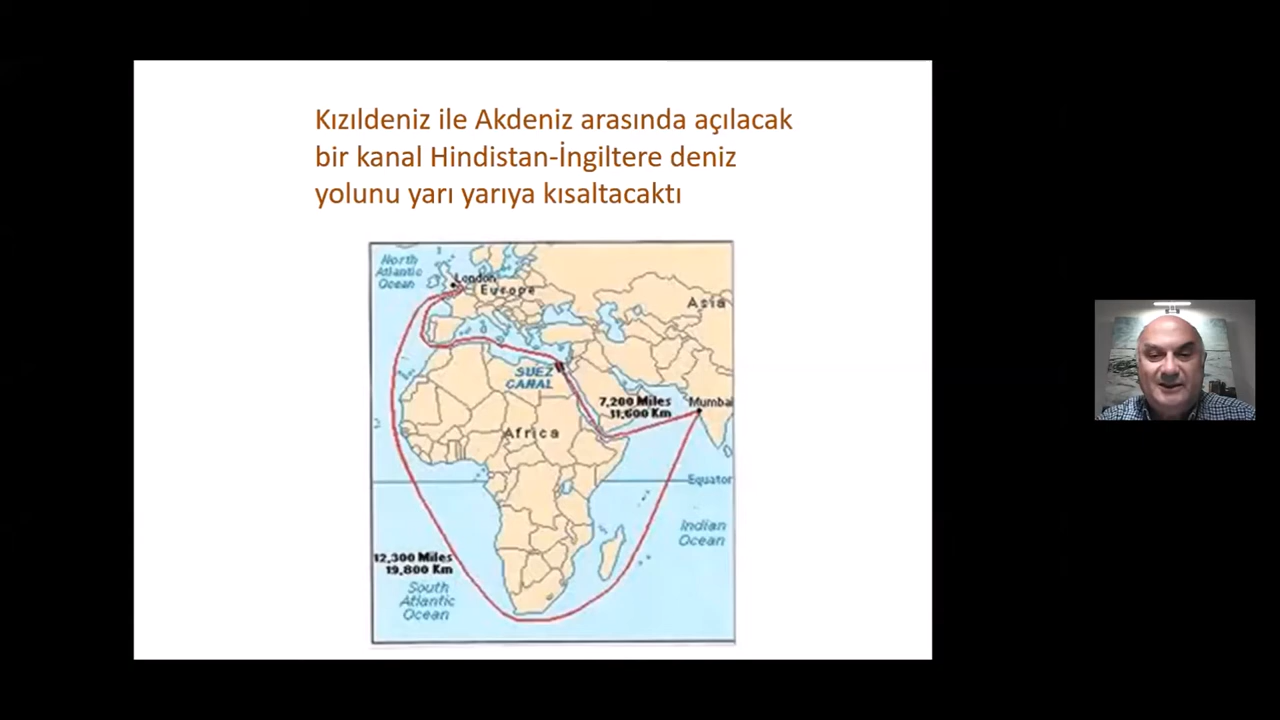 Kızıldeniz ile Akdeniz arasında açılacak
bir kanal Hindistan-İngiltere deniz
yolunu yarı yarıya kısaltacaktı
North
Atlantic
Ocean
London
Europe
Asia
SUEZ
CANAL
7,200 Miles
11,600 Km
Mumba
Africa
Equator
Indian
Ocean
12,300 Miles
19,800 Km
South
Atlantic
Ocean